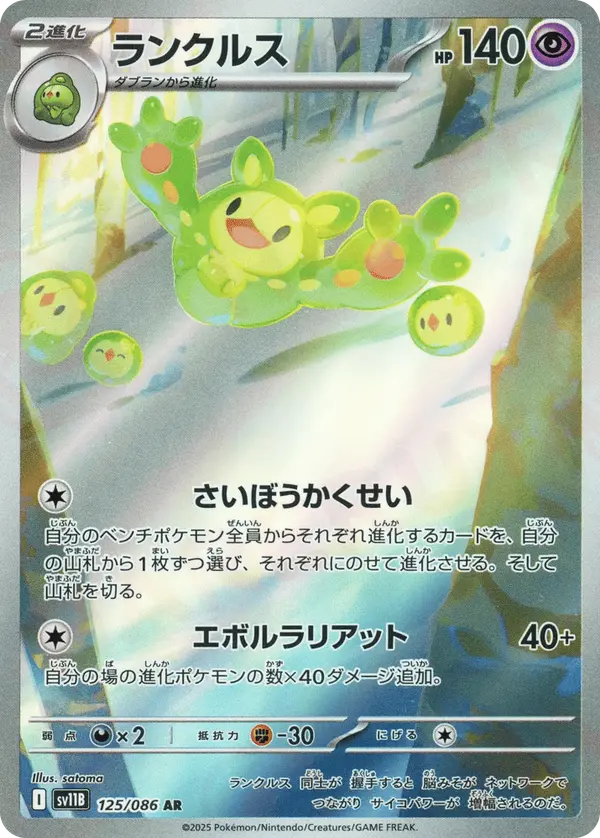 2進化
ランクルス
HP 140
ダブランから進化
さいぼうかくせい
自分のベンチポケモン全員からそれぞれ進化するカードを、自分
の山札から1枚ずつ選び、それぞれにのせて進化させる。そして
山札を切る。
エボルラリアット 40+
自分の場の進化ポケモンの数×40ダメージ追加。
弱点 ×2 抵抗力 -30 にげる
Illus. satoma
I sv11B 125/086 AR
ランクルス 同士が 握手すると 脳みそが ネットワークで
つながり サイコパワーが 増幅されるのだ。
©2025 Pokémon/Nintendo/Creatures/GAME FREAK.